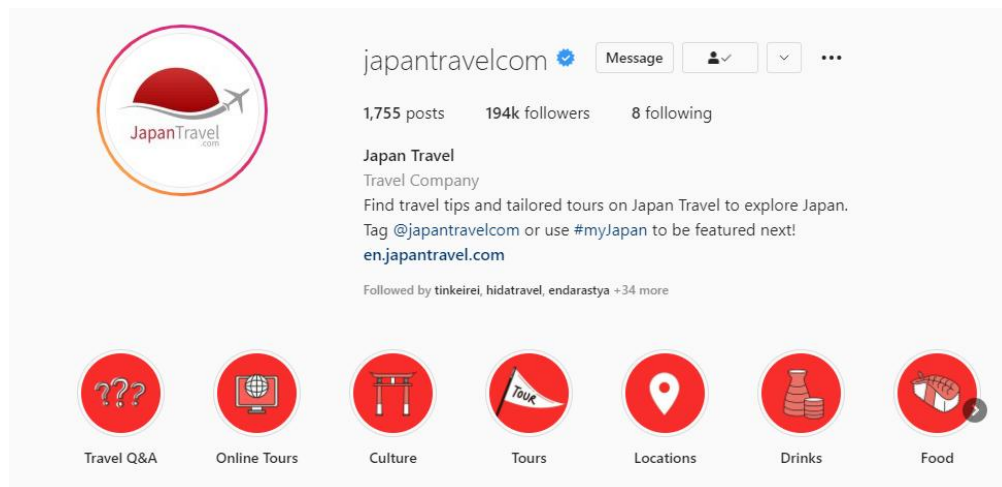 JapanTravel
.com
japantravelcom Message
1,755 posts 194k followers 8 following
Japan Travel
Travel Company
Find travel tips and tailored tours on Japan Travel to explore Japan.
Tag @japantravelcom or use #myJapan to be featured next!
en.japantravel.com
Followed by tinkeirei, hidatravel, endarastya +34 more
???
TOUR
Travel Q&A Online Tours Culture Tours Locations Drinks Food